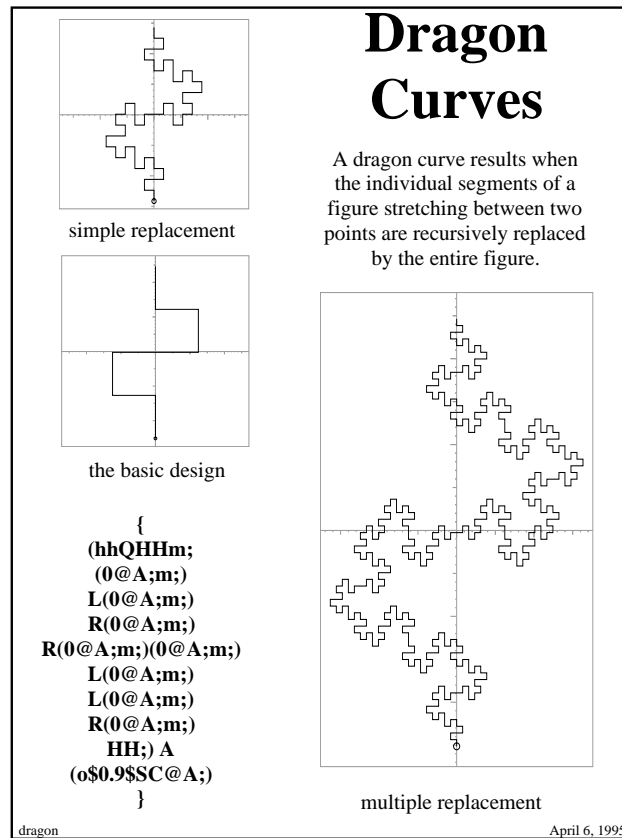 Dragon
Curves
A dragon curve results when
the individual segments of a
figure stretching between two
points are recursively replaced
by the entire figure.
simple replacement
the basic design
{
(hhQHHm;
(0@A;m;)
L(0@A;m;)
R(0@A;m;)
R(0@A;m;)(0@A;m;)
L(0@A;m;)
L(0@A;m;)
R(0@A;m;)
HH;) A
(o$0.9$SC@A;)
}
multiple replacement
dragon
April 6, 1995